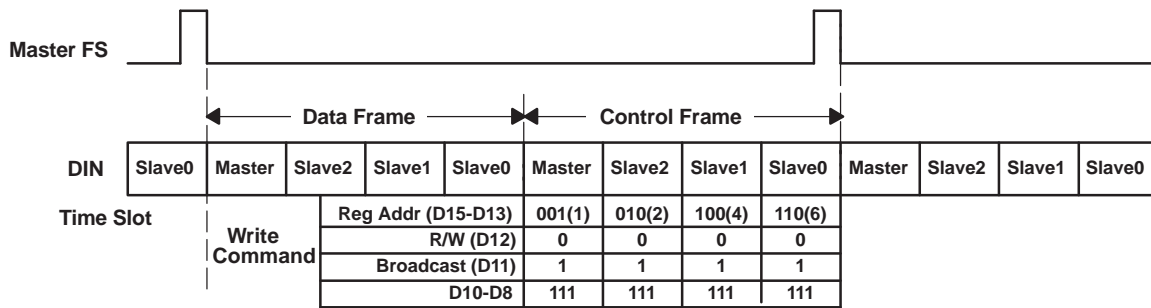 Master FS
Data Frame Control Frame
DIN Slave0 Master Slave2 Slave1 Slave0 Master Slave2 Slave1 Slave0 Master Slave2 Slave1 Slave0
Time Slot
Write Command
Reg Addr (D15-D13) 001(1) 010(2) 100(4) 110(6)
R/W (D12) 0 0 0 0
Broadcast (D11) 1 1 1 1
D10-D8 111 111 111 111